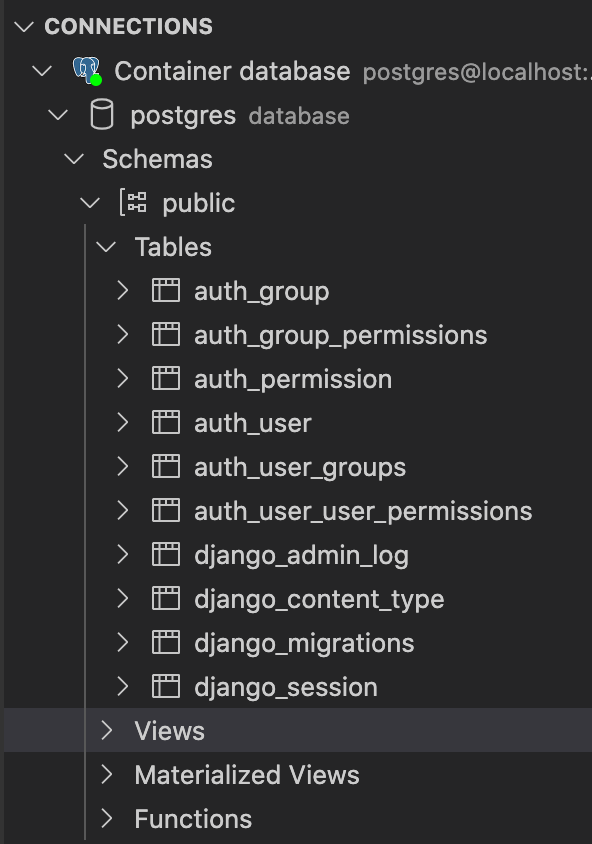 CONNECTIONS
Container database postgres@localhost:.
postgres database
Schemas
public
Tables
auth_group
auth_group_permissions
auth_permission
auth_user
auth_user_groups
auth_user_user_permissions
django_admin_log
django_content_type
django_migrations
django_session
Views
Materialized Views
Functions